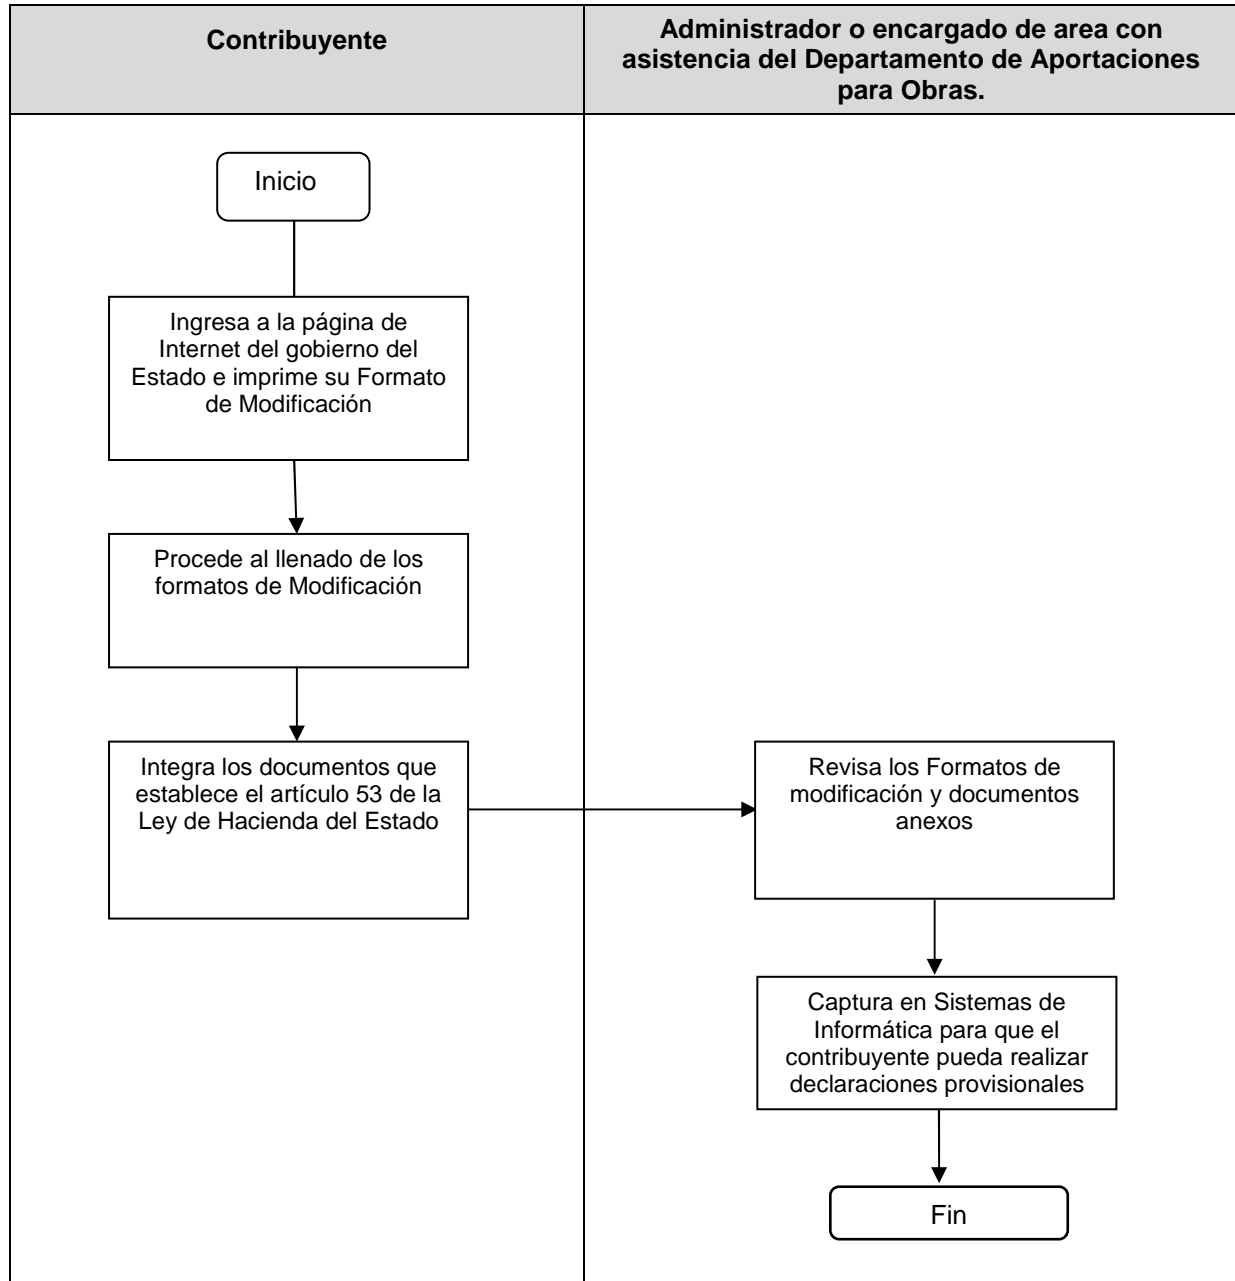 Contribuyente
Administrador o encargado de area con
asistencia del Departamento de Aportaciones
para Obras.
Inicio
Ingresa a la página de
Internet del gobierno del
Estado e imprime su Formato
de Modificación
Procede al llenado de los
formatos de Modificación
Integra los documentos que
establece el artículo 53 de la
Ley de Hacienda del Estado
Revisa los Formatos de
modificación y documentos
anexos
Captura en Sistemas de
Informática para que el
contribuyente pueda realizar
declaraciones provisionales
Fin